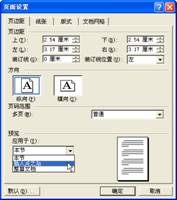 页面设置
页边距 纸张 版式 文档网格
页边距
上(T): 2.54 厘米 下(B): 2.54 厘米
左(L): 3.17 厘米 右(R): 3.17 厘米
装订线(G): 0 厘米 装订线位置(U): 左
方向
纵向(P) 横向(S)
页码范围
多页(M): 普通
预览
应用于(Y):
本节
本节
插入点之后
整篇文档
默认(D)... 确定 取消